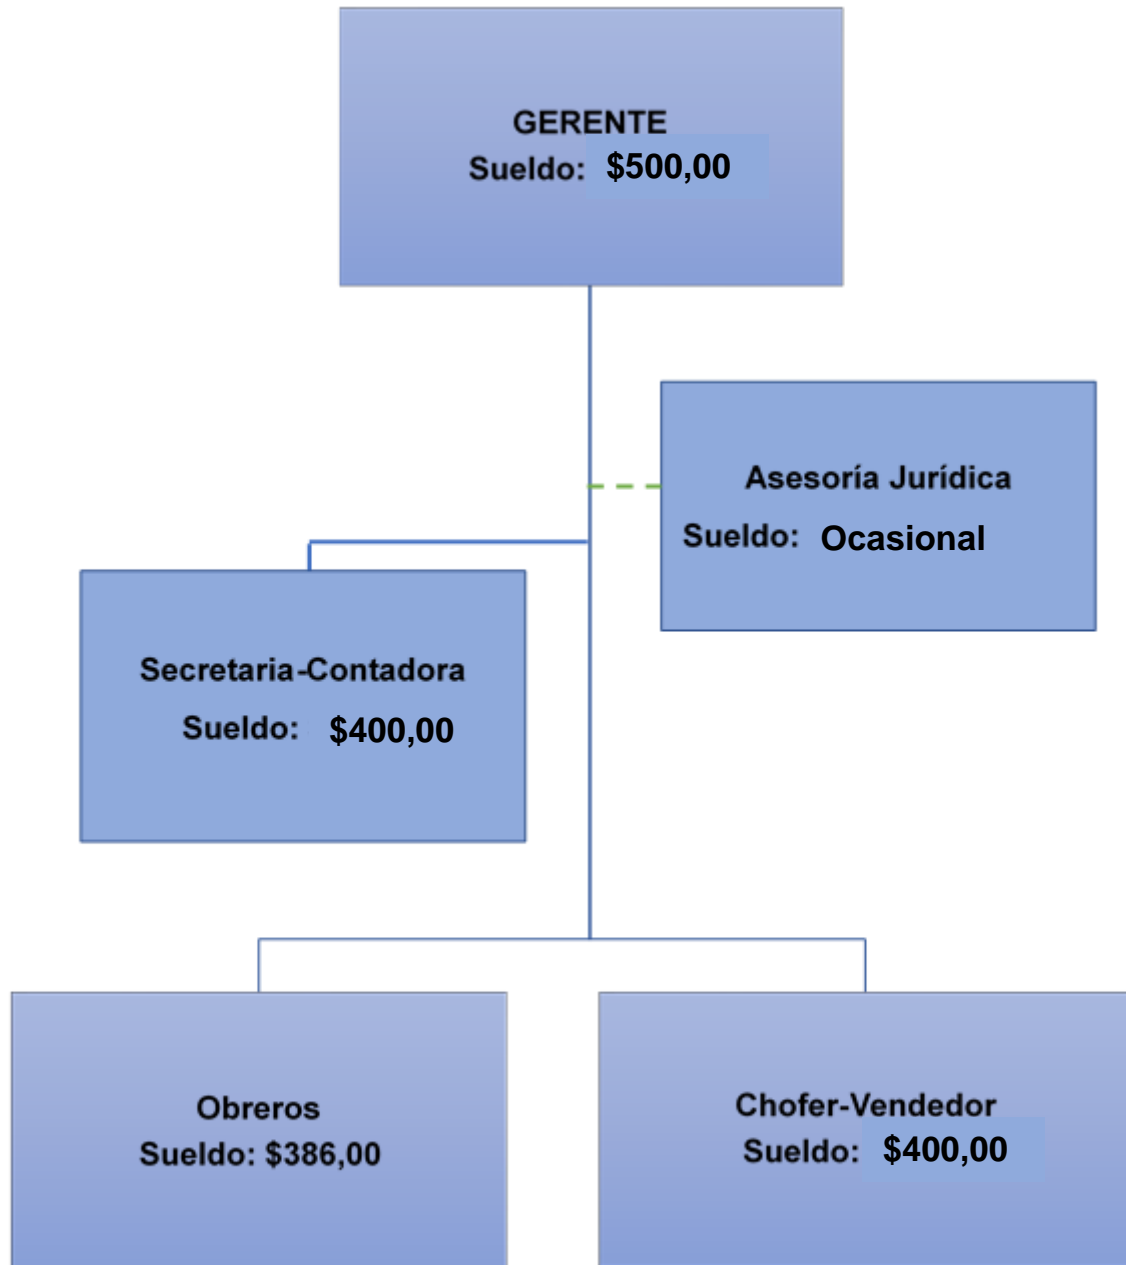 GERENTE
Sueldo: $500,00
Asesoría Jurídica
Sueldo: Ocasional
Secretaria-Contadora
Sueldo: $400,00
Obreros
Sueldo: $386,00
Chofer-Vendedor
Sueldo: $400,00